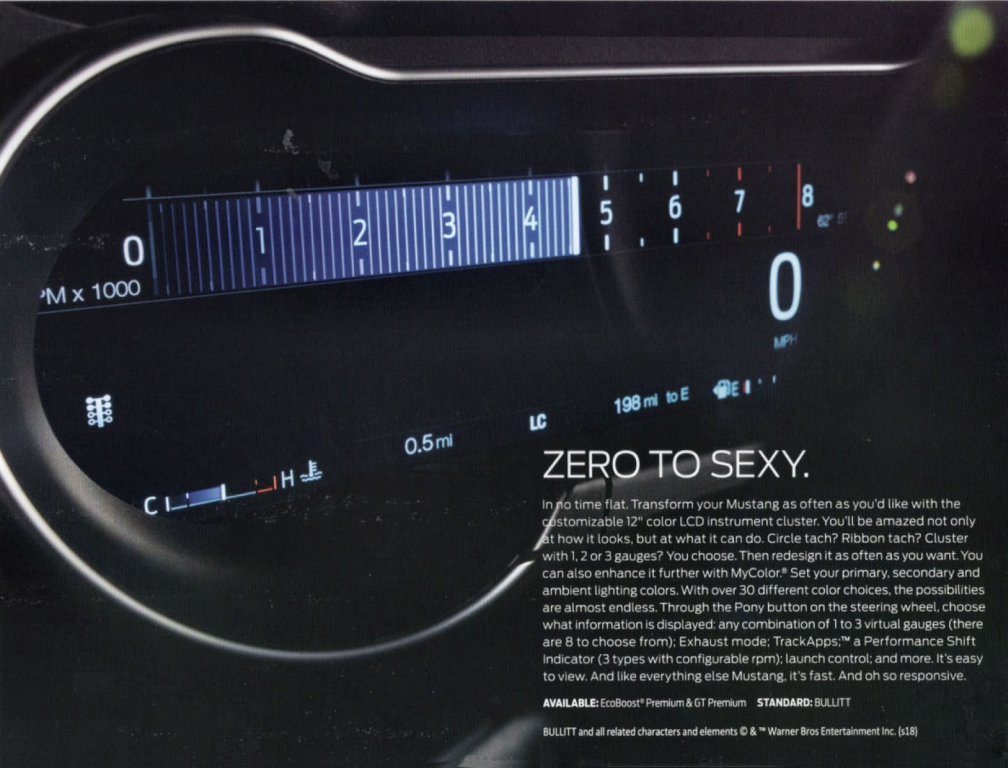 0 1 2 3 4 5 6 7 8
PM x 1000
62°
0
MPH
198 mi to E
E
LC
0.5 mi
C H
ZERO TO SEXY.
In no time flat. Transform your Mustang as often as you'd like with the
customizable 12" color LCD instrument cluster. You'll be amazed not only
at how it looks, but at what it can do. Circle tach? Ribbon tach? Cluster
with 1, 2 or 3 gauges? You choose. Then redesign it as often as you want. You
can also enhance it further with MyColor.® Set your primary, secondary and
ambient lighting colors. With over 30 different color choices, the possibilities
are almost endless. Through the Pony button on the steering wheel, choose
what information is displayed: any combination of 1 to 3 virtual gauges (there
are 8 to choose from); Exhaust mode; TrackApps;™ a Performance Shift
Indicator (3 types with configurable rpm); launch control; and more. It's easy
to view. And like everything else Mustang, it's fast. And oh so responsive.
AVAILABLE: EcoBoost® Premium & GT Premium STANDARD: BULLITT
BULLITT and all related characters and elements © & ™ Warner Bros Entertainment Inc. (s18)